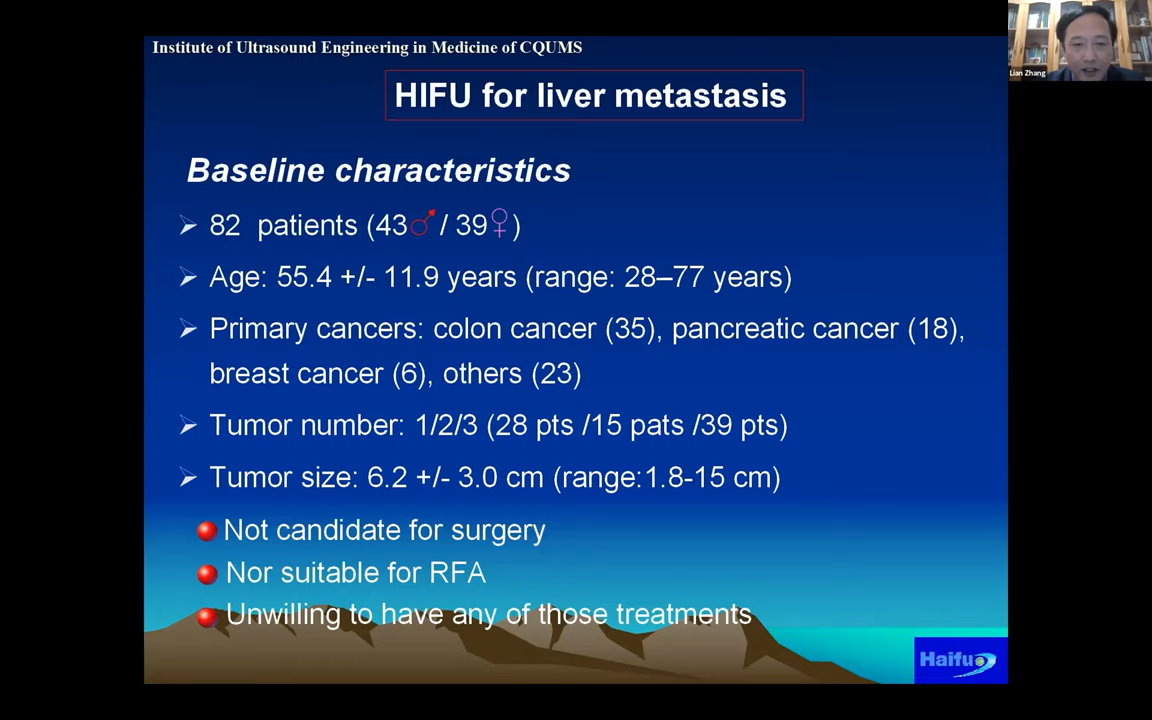 Institute of Ultrasound Engineering in Medicine of CQUMS
Lian Zhang
HIFU for liver metastasis
Baseline characteristics
82 patients (43♂ / 39♀)
Age: 55.4 +/- 11.9 years (range: 28–77 years)
Primary cancers: colon cancer (35), pancreatic cancer (18),
breast cancer (6), others (23)
Tumor number: 1/2/3 (28 pts /15 pats /39 pts)
Tumor size: 6.2 +/- 3.0 cm (range:1.8-15 cm)
Not candidate for surgery
Nor suitable for RFA
Unwilling to have any of those treatments
Haifu